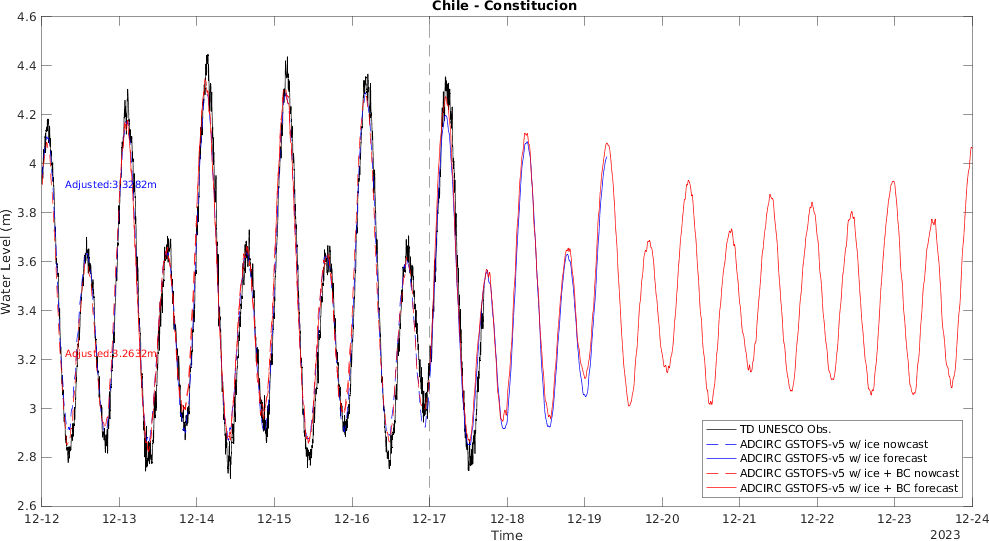 Chile - Constitucion
4.6
4.4
4.2
4
3.8
3.6
3.4
3.2
3
2.8
2.6
Water Level (m)
Adjusted:3.3282m
Adjusted:3.2632m
TD UNESCO Obs.
ADCIRC GSTOFS-v5 w/ ice nowcast
ADCIRC GSTOFS-v5 w/ ice forecast
ADCIRC GSTOFS-v5 w/ ice + BC nowcast
ADCIRC GSTOFS-v5 w/ ice + BC forecast
12-12 12-13 12-14 12-15 12-16 12-17 12-18 12-19 12-20 12-21 12-22 12-23 12-24
Time
2023